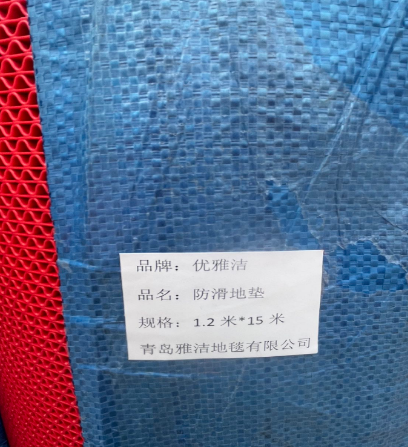 品牌：优雅洁
品名：防滑地垫
规格：1.2 米*15 米
青岛雅洁地毯有限公司